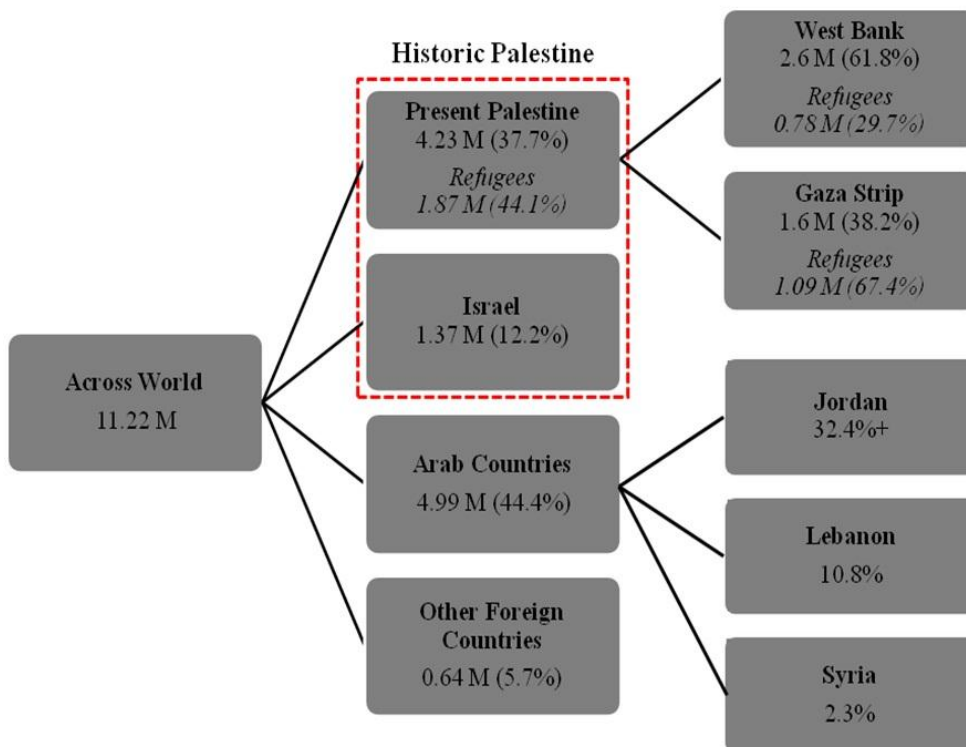 Historic Palestine
Across World
11.22 M
Present Palestine
4.23 M (37.7%)
Refugees
1.87 M (44.1%)
Israel
1.37 M (12.2%)
Arab Countries
4.99 M (44.4%)
Other Foreign
Countries
0.64 M (5.7%)
West Bank
2.6 M (61.8%)
Refugees
0.78 M (29.7%)
Gaza Strip
1.6 M (38.2%)
Refugees
1.09 M (67.4%)
Jordan
32.4%+
Lebanon
10.8%
Syria
2.3%